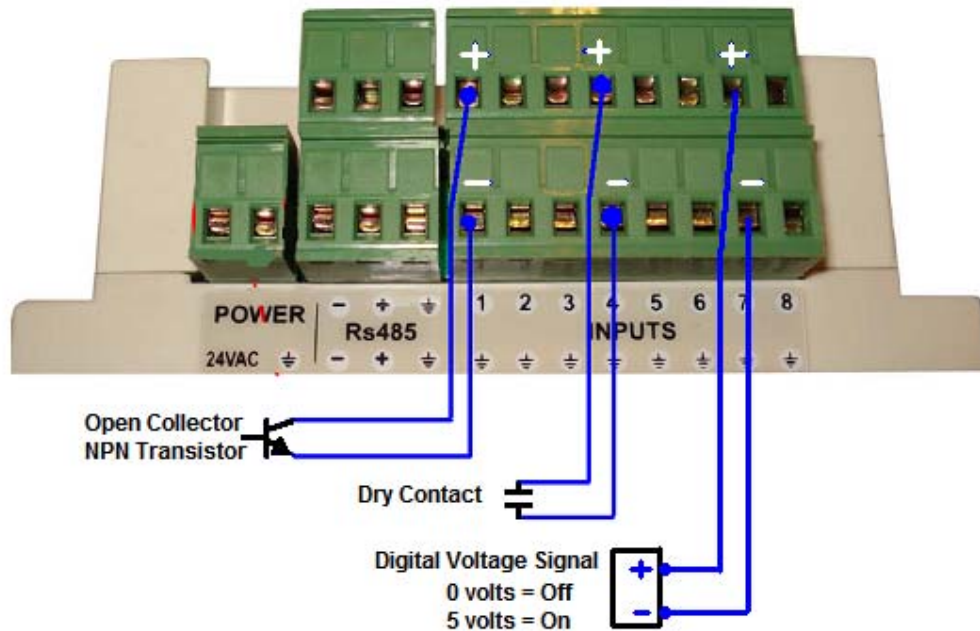 + + +
- - -
POWER - + ⏚ 1 2 3 4 5 6 7 8
Rs485 INPUTS
24VAC ⏚ - + ⏚ ⏚ ⏚ ⏚ ⏚ ⏚ ⏚ ⏚ ⏚
Open Collector
NPN Transistor
Dry Contact
Digital Voltage Signal
0 volts = Off
5 volts = On
+
-